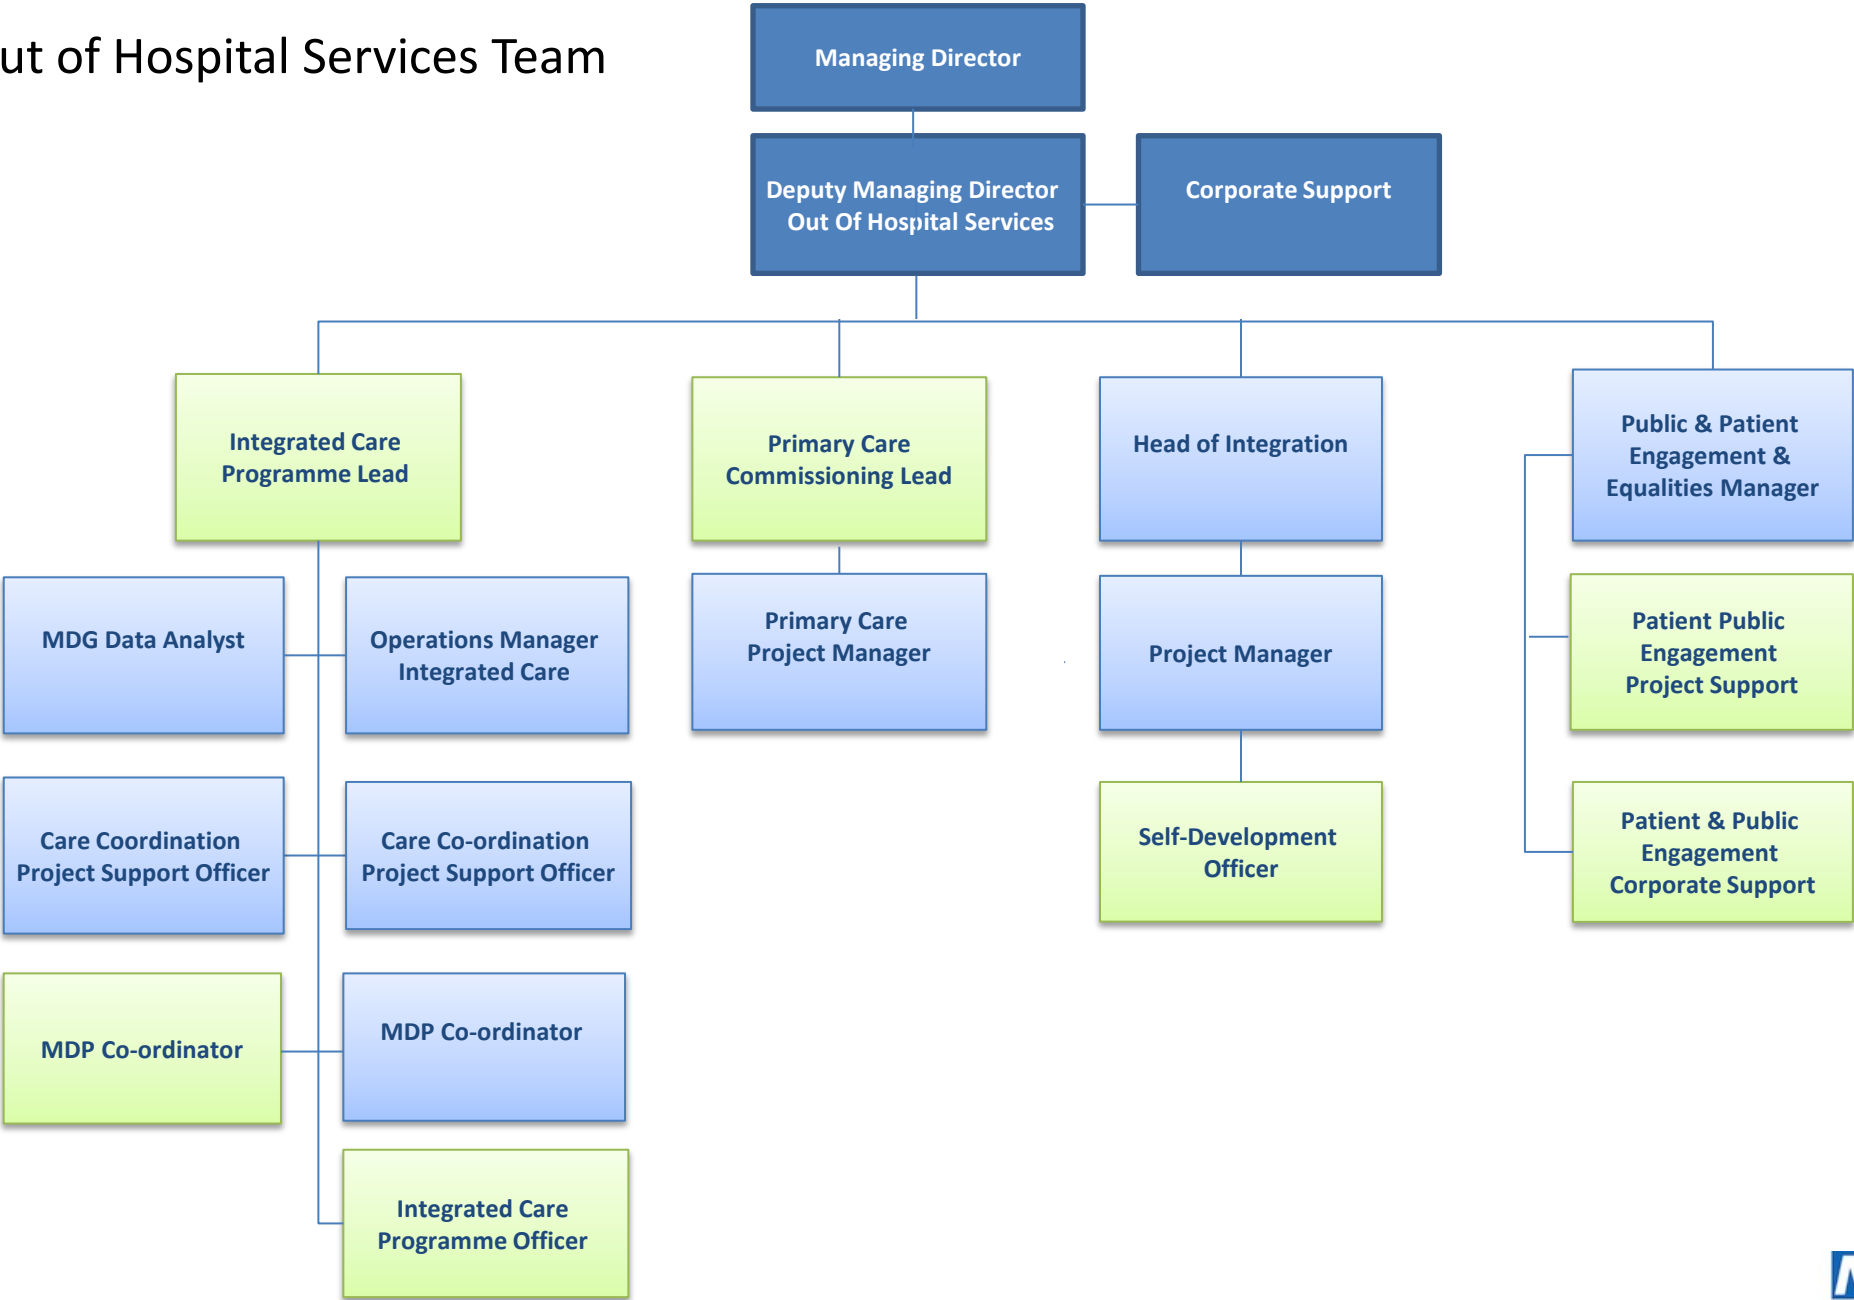 ut of Hospital Services Team
Managing Director
Deputy Managing Director
Out Of Hospital Services
Corporate Support
Integrated Care
Programme Lead
Primary Care
Commissioning Lead
Head of Integration
Public & Patient
Engagement &
Equalities Manager
MDG Data Analyst
Operations Manager
Integrated Care
Primary Care
Project Manager
Project Manager
Patient Public
Engagement
Project Support
Care Coordination
Project Support Officer
Care Co-ordination
Project Support Officer
Self-Development
Officer
Patient & Public
Engagement
Corporate Support
MDP Co-ordinator
MDP Co-ordinator
Integrated Care
Programme Officer